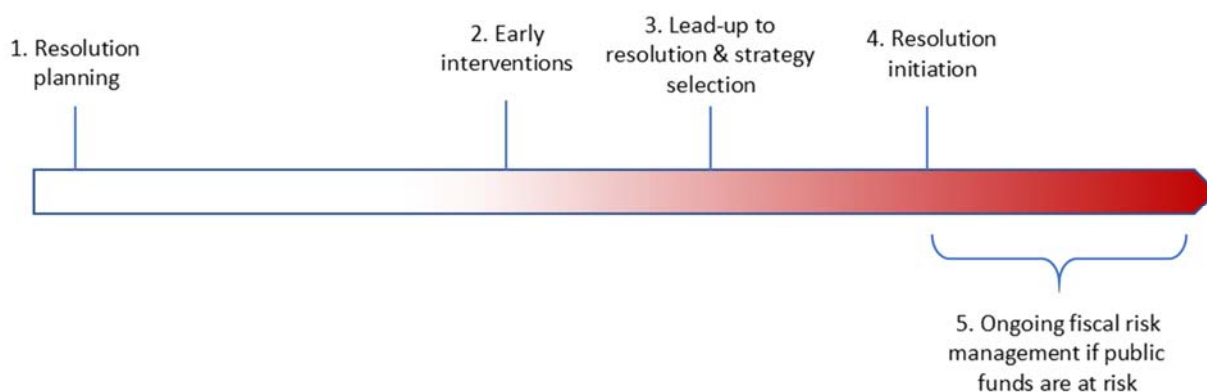 1. Resolution
planning
2. Early
interventions
3. Lead-up to
resolution & strategy
selection
4. Resolution
initiation
5. Ongoing fiscal risk
management if public
funds are at risk